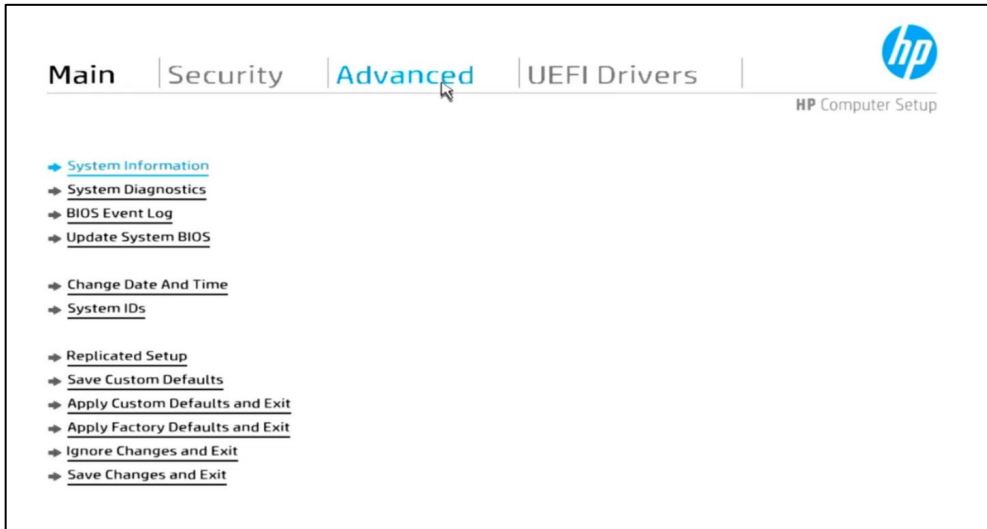 hp
Main Security Advanced UEFI Drivers
HP Computer Setup
System Information
System Diagnostics
BIOS Event Log
Update System BIOS
Change Date And Time
System IDs
Replicated Setup
Save Custom Defaults
Apply Custom Defaults and Exit
Apply Factory Defaults and Exit
Ignore Changes and Exit
Save Changes and Exit